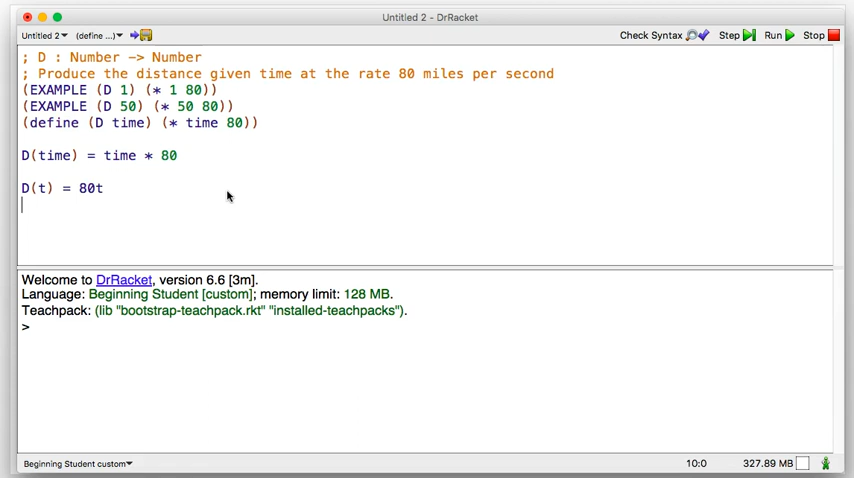 Untitled 2 - DrRacket
Untitled 2▾ (define ...)▾ Check Syntax Step Run Stop
; D : Number -> Number
; Produce the distance given time at the rate 80 miles per second
(EXAMPLE (D 1) (* 1 80))
(EXAMPLE (D 50) (* 50 80))
(define (D time) (* time 80))
D(time) = time * 80
D(t) = 80t
Welcome to DrRacket, version 6.6 [3m].
Language: Beginning Student [custom]; memory limit: 128 MB.
Teachpack: (lib "bootstrap-teachpack.rkt" "installed-teachpacks").
>
Beginning Student custom▾ 10:0 327.89 MB